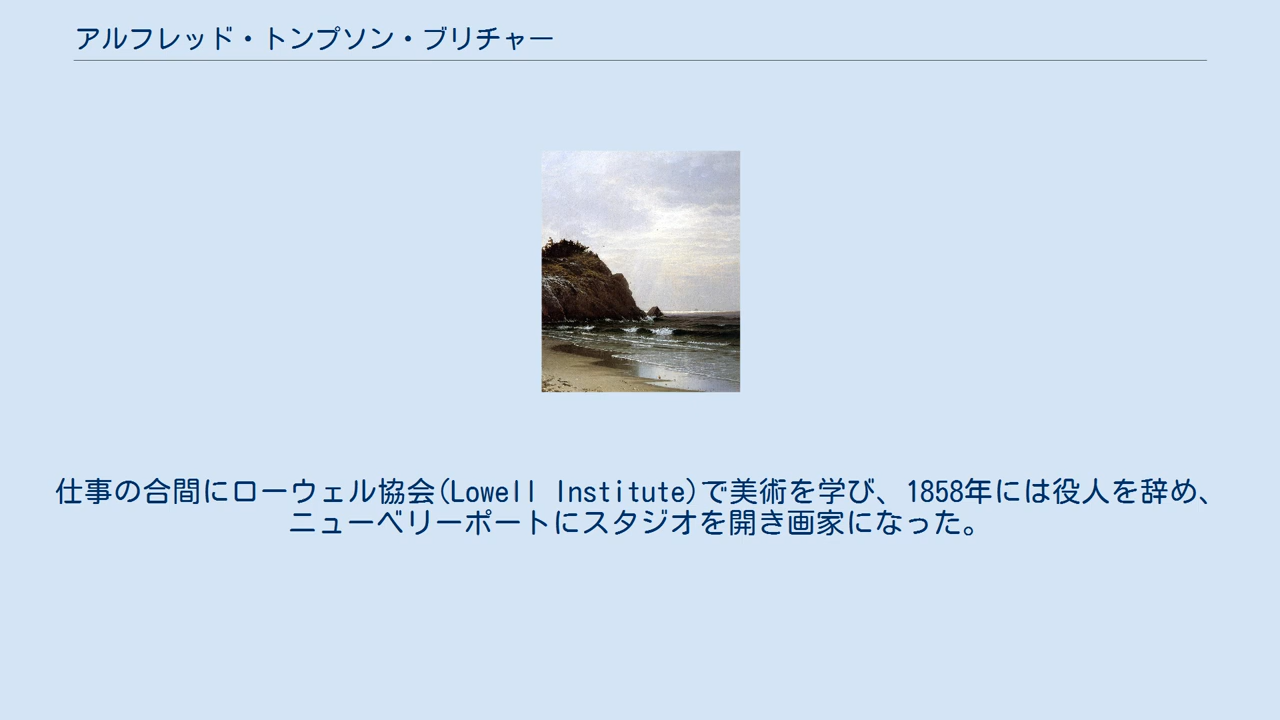 アルフレッド・トンプソン・ブリチャー
仕事の合間にローウェル協会(Lowell Institute)で美術を学び、1858年には役人を辞め、
ニューベリーポートにスタジオを開き画家になった。